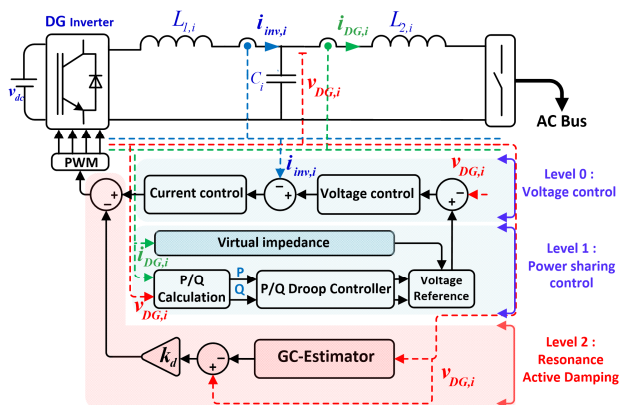 DG Inverter
L1,i
iinv,i
iDG,i
L2,i
vdc
Ci
vDG,i
AC Bus
PWM
iinv,i
vDG,i
Level 0 :
Voltage control
− +
Current control
− +
Voltage control
− +
Virtual impedance
iDG,i
P/Q
Calculation
P
Q
P/Q Droop Controller
Voltage
Reference
Level 1 :
Power sharing
control
vDG,i
kd
+ −
GC-Estimator
vDG,i
Level 2 :
Resonance
Active Damping